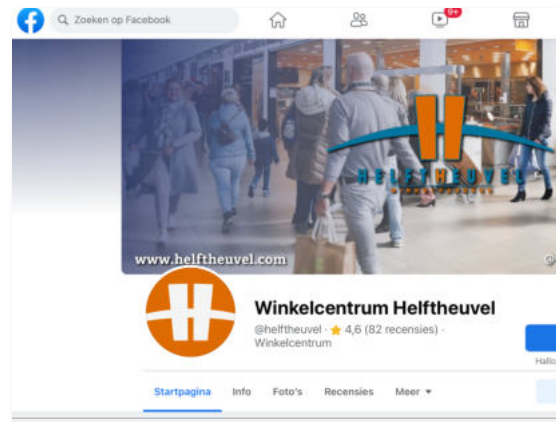 Zoeken op Facebook
9+
HELFTHEUVEL
www.helftheuvel.com
@
Winkelcentrum Helftheuvel
@helftheuvel · 4,6 (82 recensies) ·
Winkelcentrum
Hallo
Startpagina Info Foto's Recensies Meer